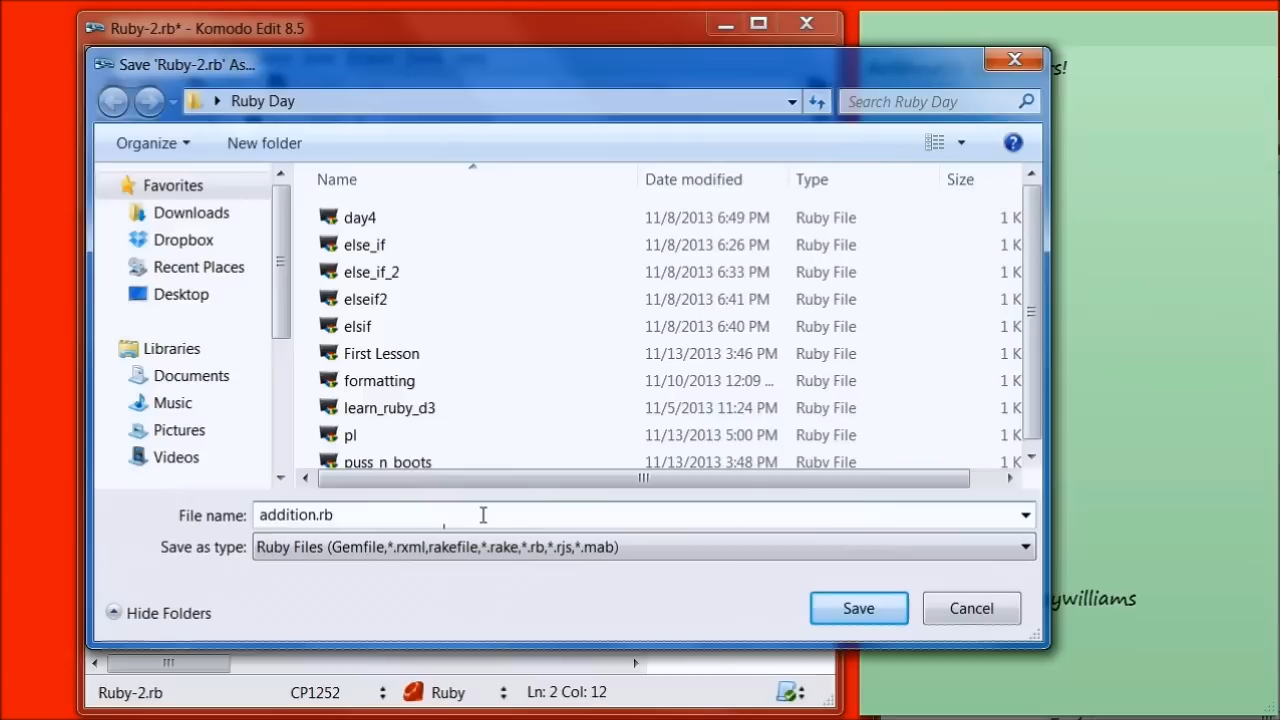 Ruby-2.rb* - Komodo Edit 8.5
Save 'Ruby-2.rb' As...
s!
Ruby Day
Search Ruby Day
Organize
New folder
Name Date modified Type Size
Favorites
Downloads
Dropbox
Recent Places
Desktop
Libraries
Documents
Music
Pictures
Videos
day4 11/8/2013 6:49 PM Ruby File 1 K
else_if 11/8/2013 6:26 PM Ruby File 1 K
else_if_2 11/8/2013 6:33 PM Ruby File 1 K
elseif2 11/8/2013 6:41 PM Ruby File 1 K
elsif 11/8/2013 6:40 PM Ruby File 1 K
First Lesson 11/13/2013 3:46 PM Ruby File 1 K
formatting 11/10/2013 12:09 ... Ruby File 1 K
learn_ruby_d3 11/5/2013 11:24 PM Ruby File 1 K
pl 11/13/2013 5:00 PM Ruby File 1 K
puss_n_boots 11/13/2013 3:48 PM Ruby File 1 K
File name: addition.rb
Save as type: Ruby Files (Gemfile,*.rxml,rakefile,*.rake,*.rb,*.rjs,*.mab)
Hide Folders
Save
Cancel
ywilliams
Ruby-2.rb CP1252 Ruby Ln: 2 Col: 12